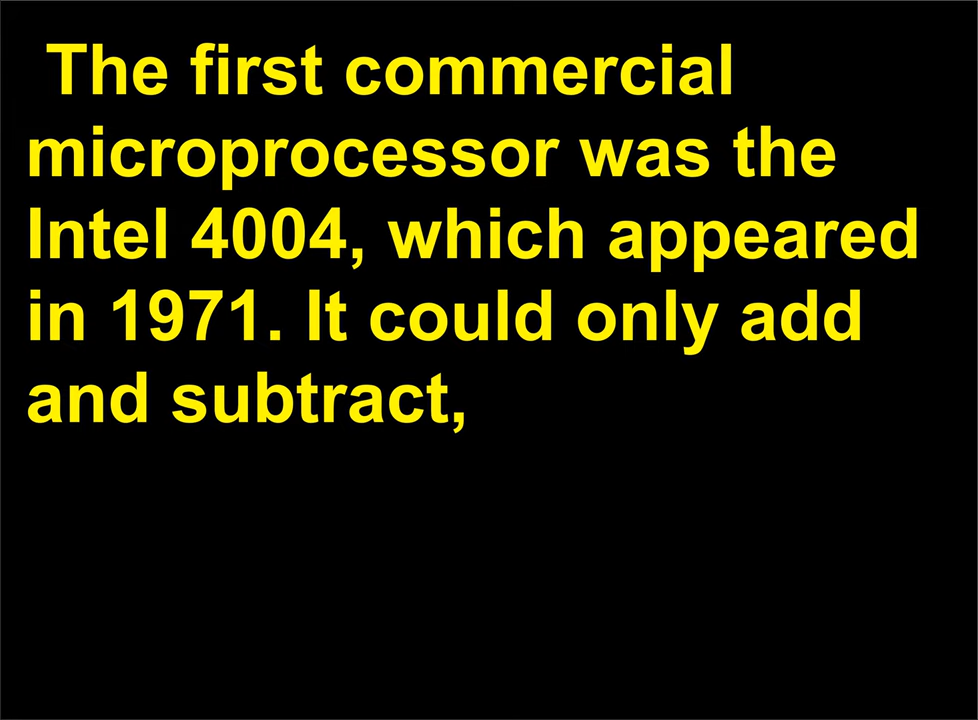 The first commercial
microprocessor was the
Intel 4004, which appeared
in 1971. It could only add
and subtract,